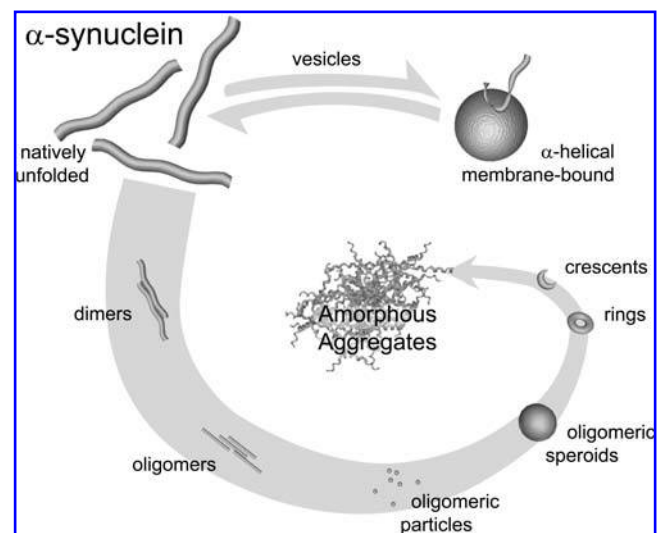 α-synuclein
vesicles
natively
unfolded
α-helical
membrane-bound
crescents
rings
Amorphous
Aggregates
dimers
oligomeric
speroids
oligomers
oligomeric
particles